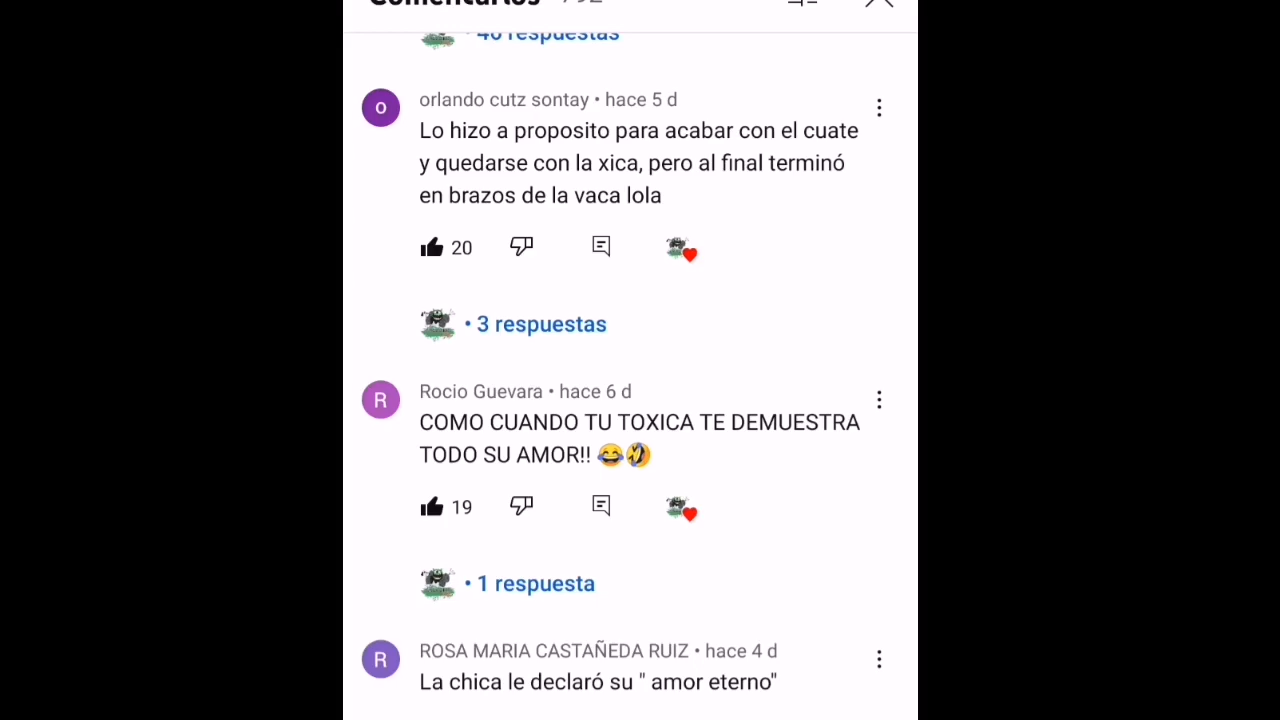 Comentarios 792
• 46 respuestas
orlando cutz sontay • hace 5 d
Lo hizo a proposito para acabar con el cuate
y quedarse con la xica, pero al final terminó
en brazos de la vaca lola
20
• 3 respuestas
Rocio Guevara • hace 6 d
COMO CUANDO TU TOXICA TE DEMUESTRA
TODO SU AMOR!! 😂🤣
19
• 1 respuesta
ROSA MARIA CASTAÑEDA RUIZ • hace 4 d
La chica le declaró su " amor eterno"
O
R
R